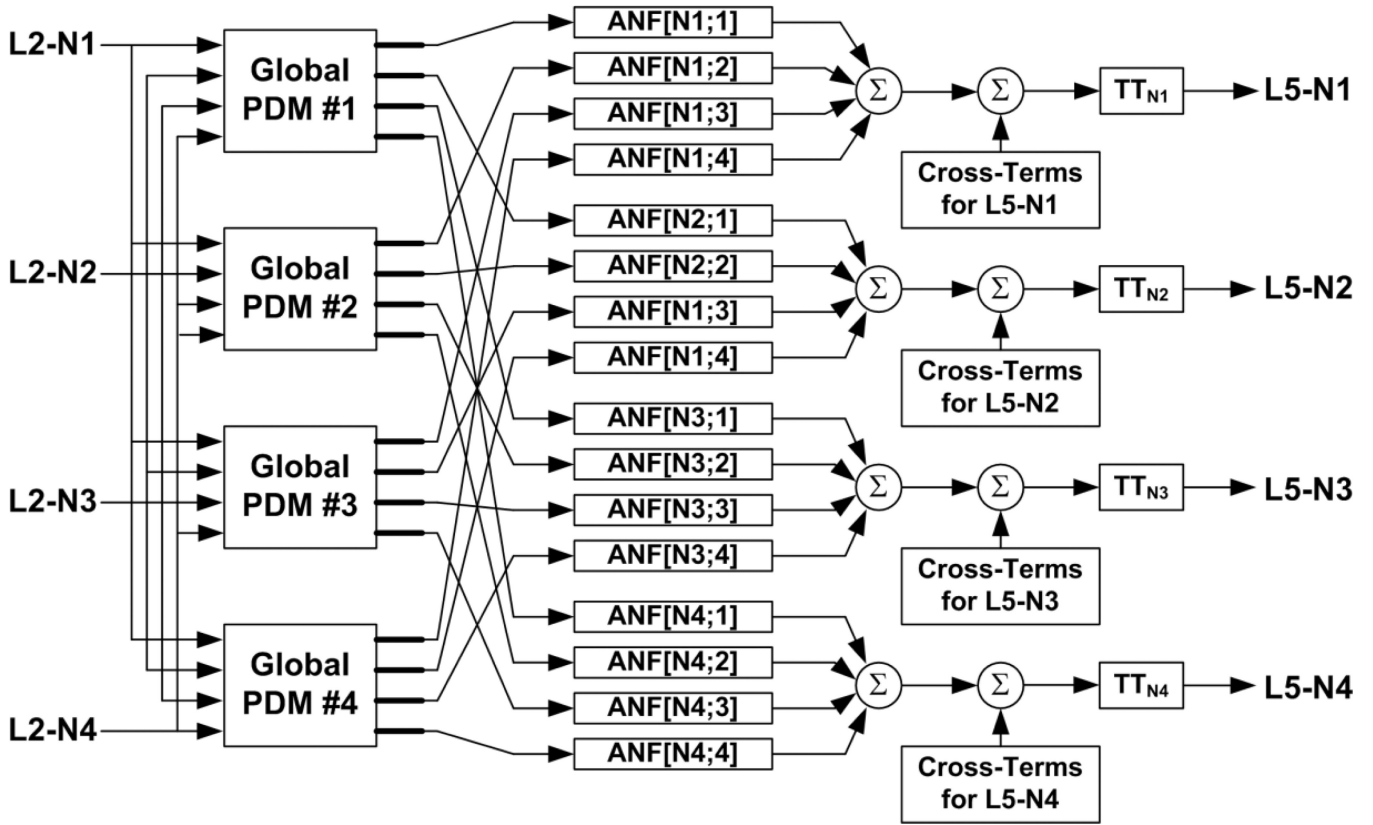 L2-N1
L2-N2
L2-N3
L2-N4
Global
PDM #1
Global
PDM #2
Global
PDM #3
Global
PDM #4
ANF[N1;1]
ANF[N1;2]
ANF[N1;3]
ANF[N1;4]
ANF[N2;1]
ANF[N2;2]
ANF[N1;3]
ANF[N1;4]
ANF[N3;1]
ANF[N3;2]
ANF[N3;3]
ANF[N3;4]
ANF[N4;1]
ANF[N4;2]
ANF[N4;3]
ANF[N4;4]
Σ
Σ
TTN1
L5-N1
Cross-Terms
for L5-N1
Σ
Σ
TTN2
L5-N2
Cross-Terms
for L5-N2
Σ
Σ
TTN3
L5-N3
Cross-Terms
for L5-N3
Σ
Σ
TTN4
L5-N4
Cross-Terms
for L5-N4